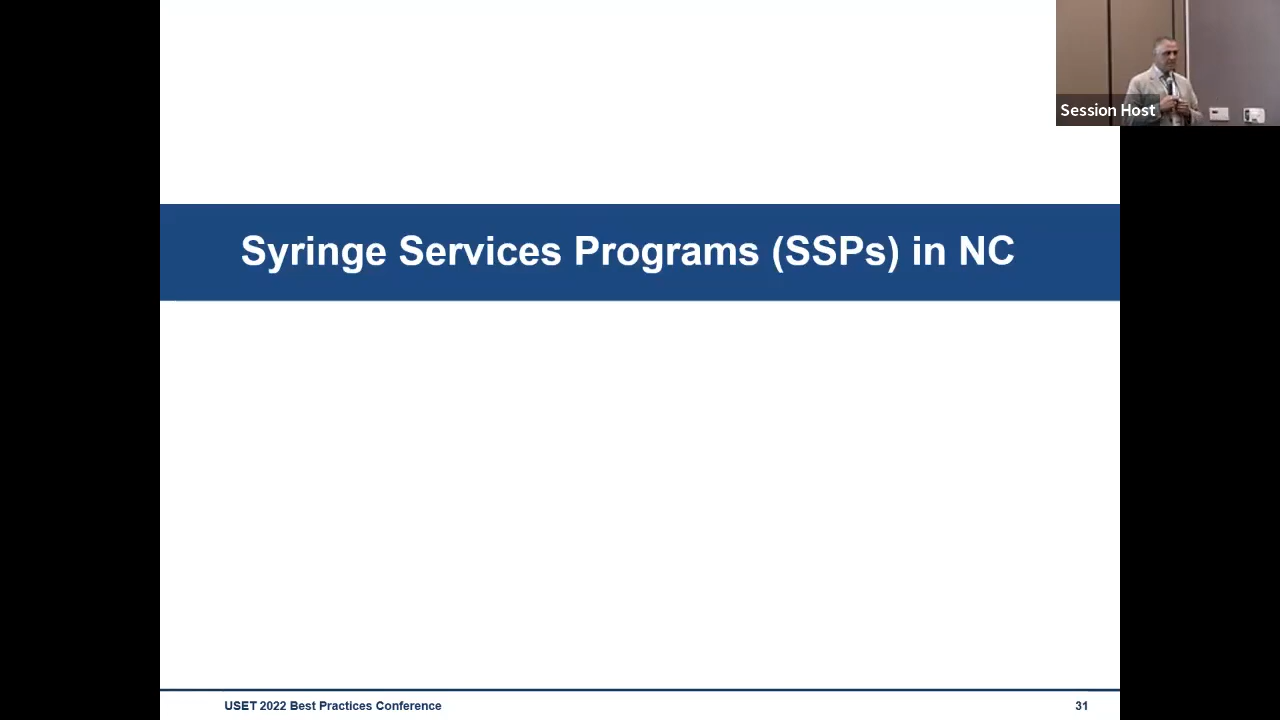 Session Host
Syringe Services Programs (SSPs) in NC
USET 2022 Best Practices Conference
31